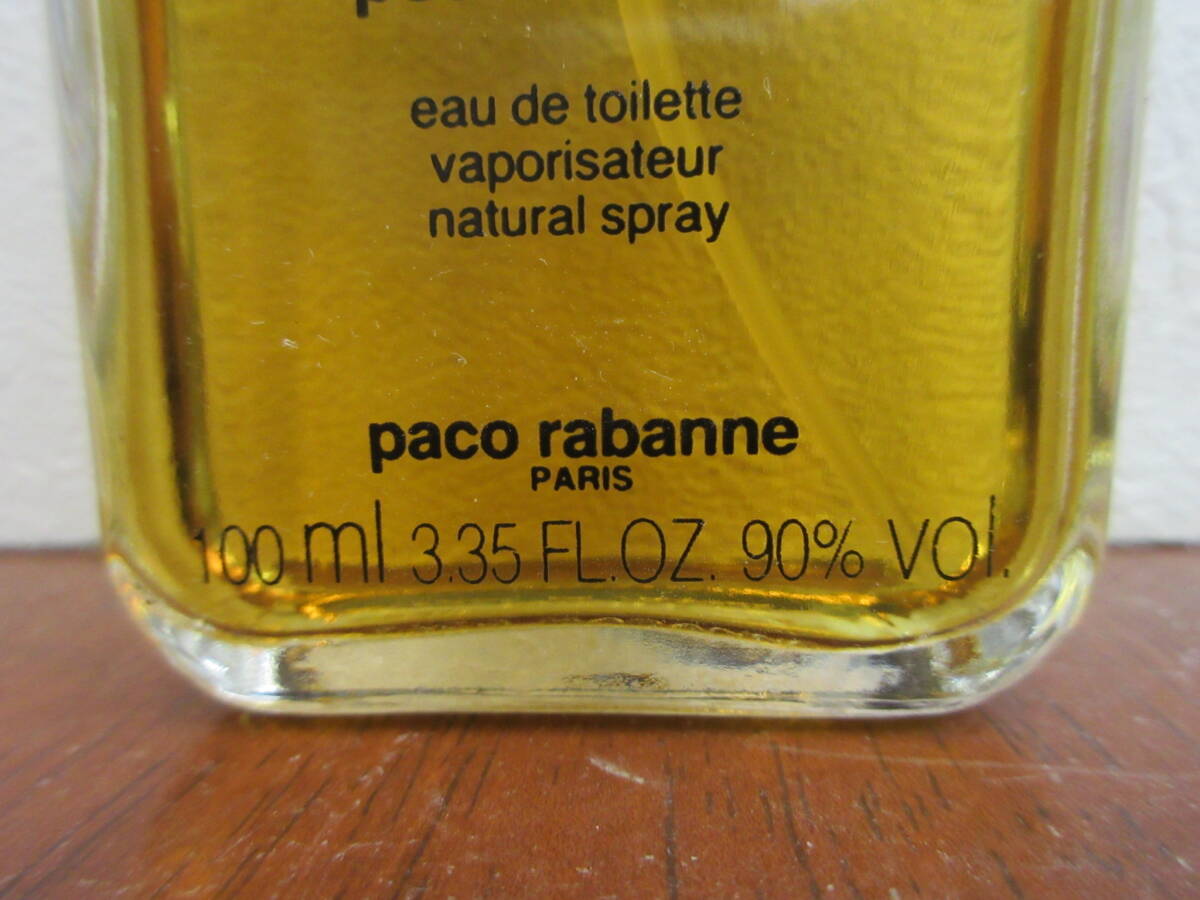 eau de toilette
vaporisateur
natural spray
paco rabanne
PARIS
100 ml 3.35 FL.OZ. 90% VOl.